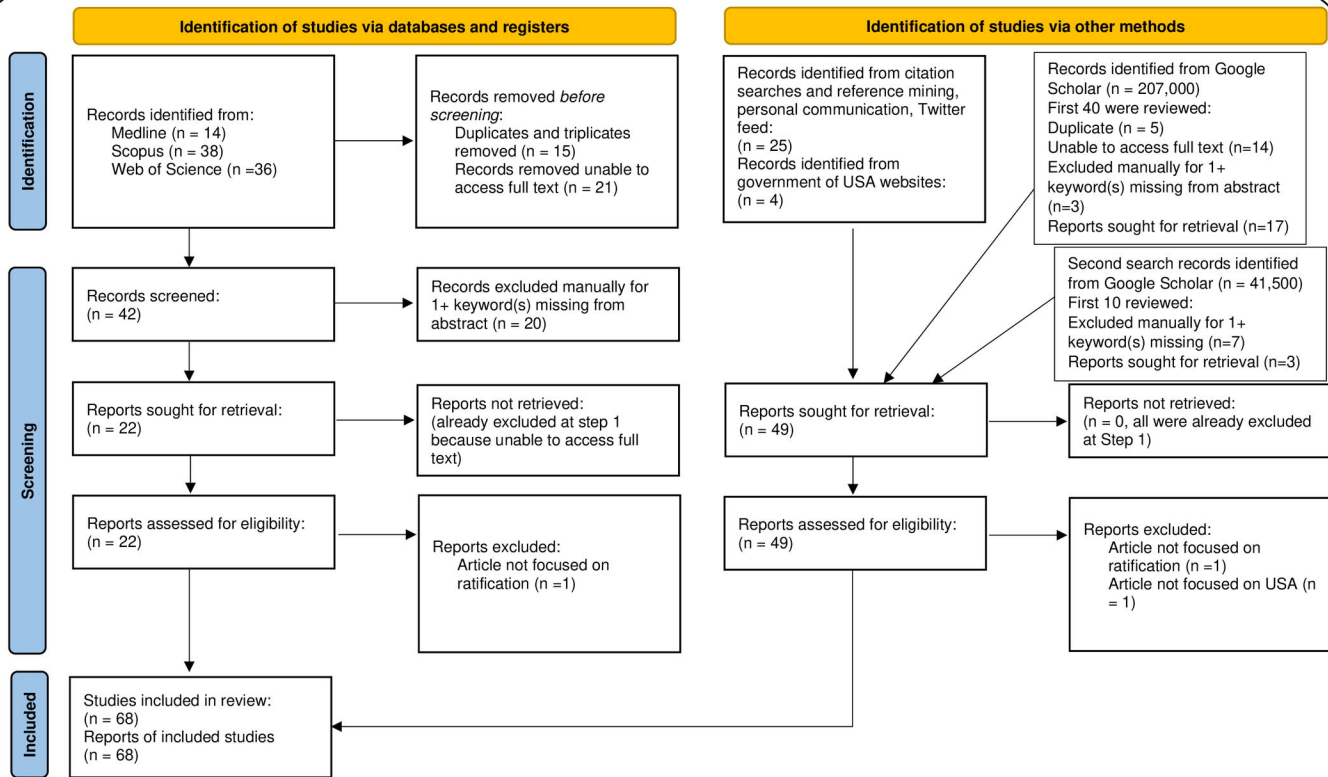 Identification of studies via databases and registers
Identification of studies via other methods
Identification
Records identified from:
Medline (n = 14)
Scopus (n = 38)
Web of Science (n =36)
Records removed before
screening:
Duplicates and triplicates
removed (n = 15)
Records removed unable to
access full text (n = 21)
Records identified from citation
searches and reference mining,
personal communication, Twitter
feed:
(n = 25)
Records identified from
government of USA websites:
(n = 4)
Records identified from Google
Scholar (n = 207,000)
First 40 were reviewed:
Duplicate (n = 5)
Unable to access full text (n=14)
Excluded manually for 1+
keyword(s) missing from abstract
(n=3)
Reports sought for retrieval (n=17)
Second search records identified
from Google Scholar (n = 41,500)
First 10 reviewed:
Excluded manually for 1+
keyword(s) missing (n=7)
Reports sought for retrieval (n=3)
Screening
Records screened:
(n = 42)
Records excluded manually for
1+ keyword(s) missing from
abstract (n = 20)
Reports sought for retrieval:
(n = 22)
Reports not retrieved:
(already excluded at step 1
because unable to access full
text)
Reports sought for retrieval:
(n = 49)
Reports not retrieved:
(n = 0, all were already excluded
at Step 1)
Reports assessed for eligibility:
(n = 22)
Reports excluded:
Article not focused on
ratification (n =1)
Reports assessed for eligibility:
(n = 49)
Reports excluded:
Article not focused on
ratification (n =1)
Article not focused on USA (n
= 1)
Included
Studies included in review:
(n = 68)
Reports of included studies
(n = 68)